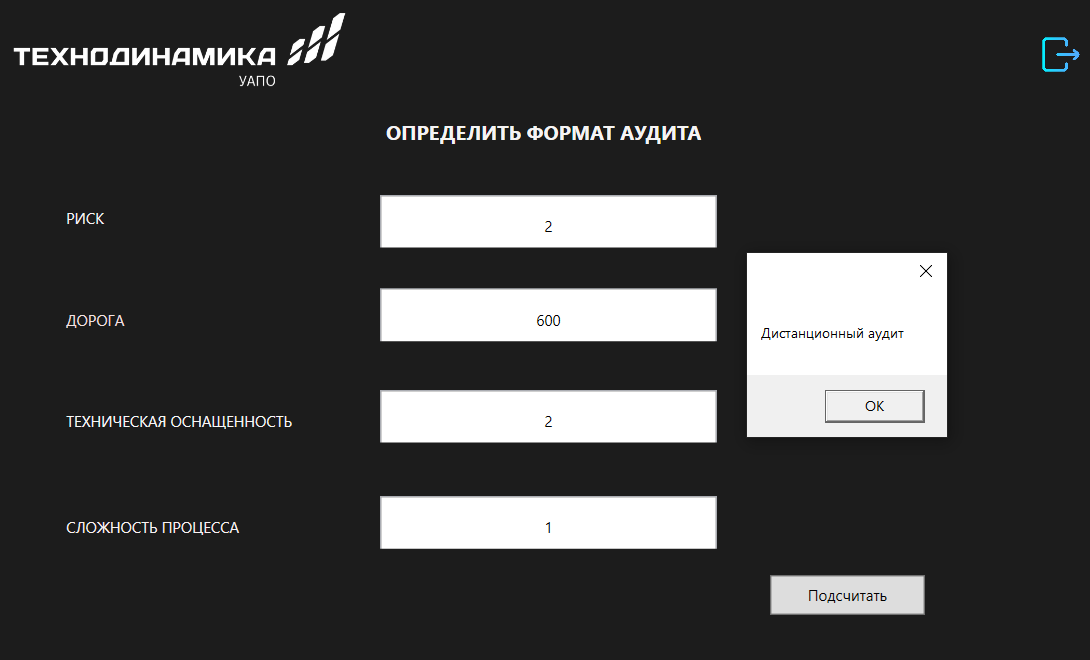 ТЕХНОДИНАМИКА
УАПО
ОПРЕДЕЛИТЬ ФОРМАТ АУДИТА
РИСК
2
ДОРОГА
600
Дистанционный аудит
OK
ТЕХНИЧЕСКАЯ ОСНАЩЕННОСТЬ
2
СЛОЖНОСТЬ ПРОЦЕССА
1
Подсчитать